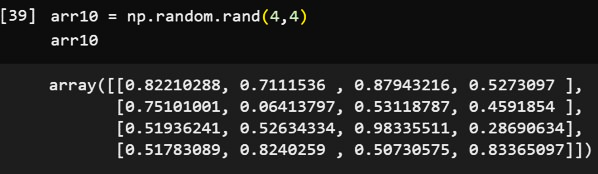 [39] arr10 = np.random.rand(4,4)
arr10
array([[0.82210288, 0.7111536 , 0.87943216, 0.5273097 ],
[0.75101001, 0.06413797, 0.53118787, 0.4591854 ],
[0.51936241, 0.52634334, 0.98335511, 0.28690634],
[0.51783089, 0.8240259 , 0.50730575, 0.83365097]])